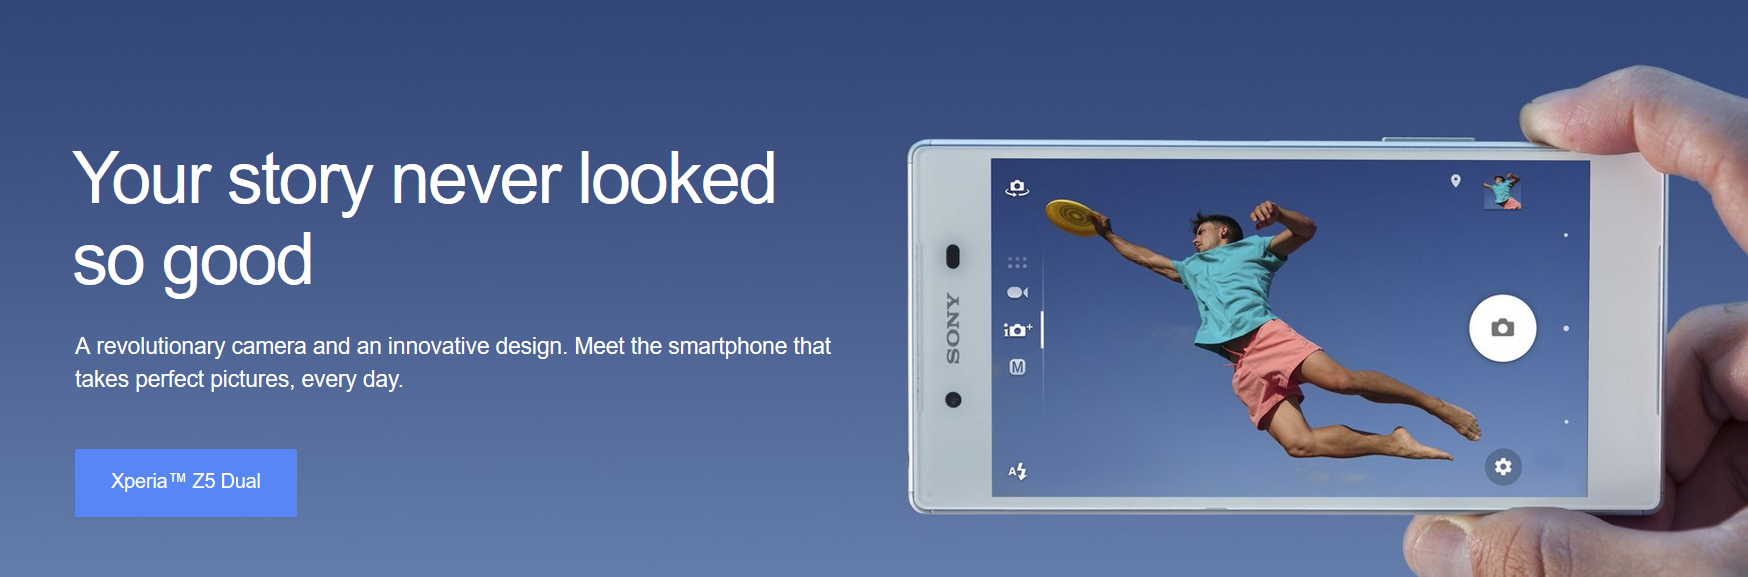 Your story never looked
so good
A revolutionary camera and an innovative design. Meet the smartphone that
takes perfect pictures, every day.
Xperia™ Z5 Dual
SONY
i+
M
A